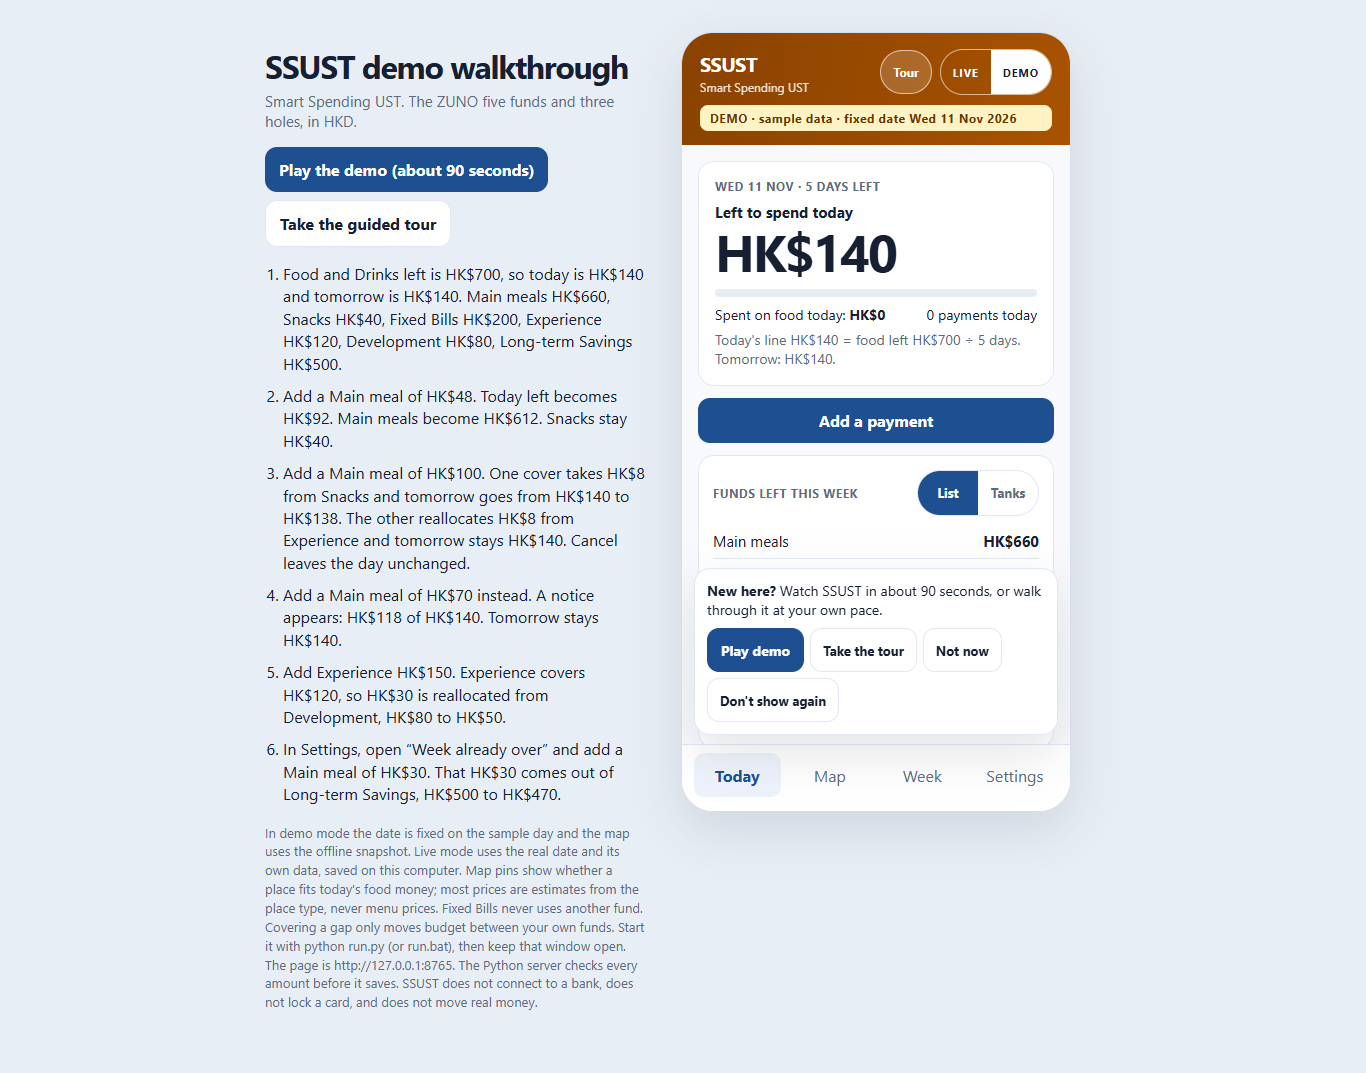 SSUST demo walkthrough
Smart Spending UST. The ZUNO five funds and three
holes, in HKD.
Play the demo (about 90 seconds)
Take the guided tour
1. Food and Drinks left is HK$700, so today is HK$140
and tomorrow is HK$140. Main meals HK$660,
Snacks HK$40, Fixed Bills HK$200, Experience
HK$120, Development HK$80, Long-term Savings
HK$500.
2. Add a Main meal of HK$48. Today left becomes
HK$92. Main meals become HK$612. Snacks stay
HK$40.
3. Add a Main meal of HK$100. One cover takes HK$8
from Snacks and tomorrow goes from HK$140 to
HK$138. The other reallocates HK$8 from
Experience and tomorrow stays HK$140. Cancel
leaves the day unchanged.
4. Add a Main meal of HK$70 instead. A notice
appears: HK$118 of HK$140. Tomorrow stays
HK$140.
5. Add Experience HK$150. Experience covers
HK$120, so HK$30 is reallocated from
Development, HK$80 to HK$50.
6. In Settings, open “Week already over” and add a
Main meal of HK$30. That HK$30 comes out of
Long-term Savings, HK$500 to HK$470.
In demo mode the date is fixed on the sample day and the map
uses the offline snapshot. Live mode uses the real date and its
own data, saved on this computer. Map pins show whether a
place fits today's food money; most prices are estimates from the
place type, never menu prices. Fixed Bills never uses another fund.
Covering a gap only moves budget between your own funds. Start
it with python run.py (or run.bat), then keep that window open.
The page is http://127.0.0.1:8765. The Python server checks every
amount before it saves. SSUST does not connect to a bank, does
not lock a card, and does not move real money.
SSUST
Smart Spending UST
Tour
LIVE
DEMO
DEMO · sample data · fixed date Wed 11 Nov 2026
WED 11 NOV · 5 DAYS LEFT
Left to spend today
HK$140
Spent on food today: HK$0
0 payments today
Today's line HK$140 = food left HK$700 ÷ 5 days.
Tomorrow: HK$140.
Add a payment
FUNDS LEFT THIS WEEK
List
Tanks
Main meals
HK$660
New here? Watch SSUST in about 90 seconds, or walk
through it at your own pace.
Play demo
Take the tour
Not now
Don't show again
Today
Map
Week
Settings